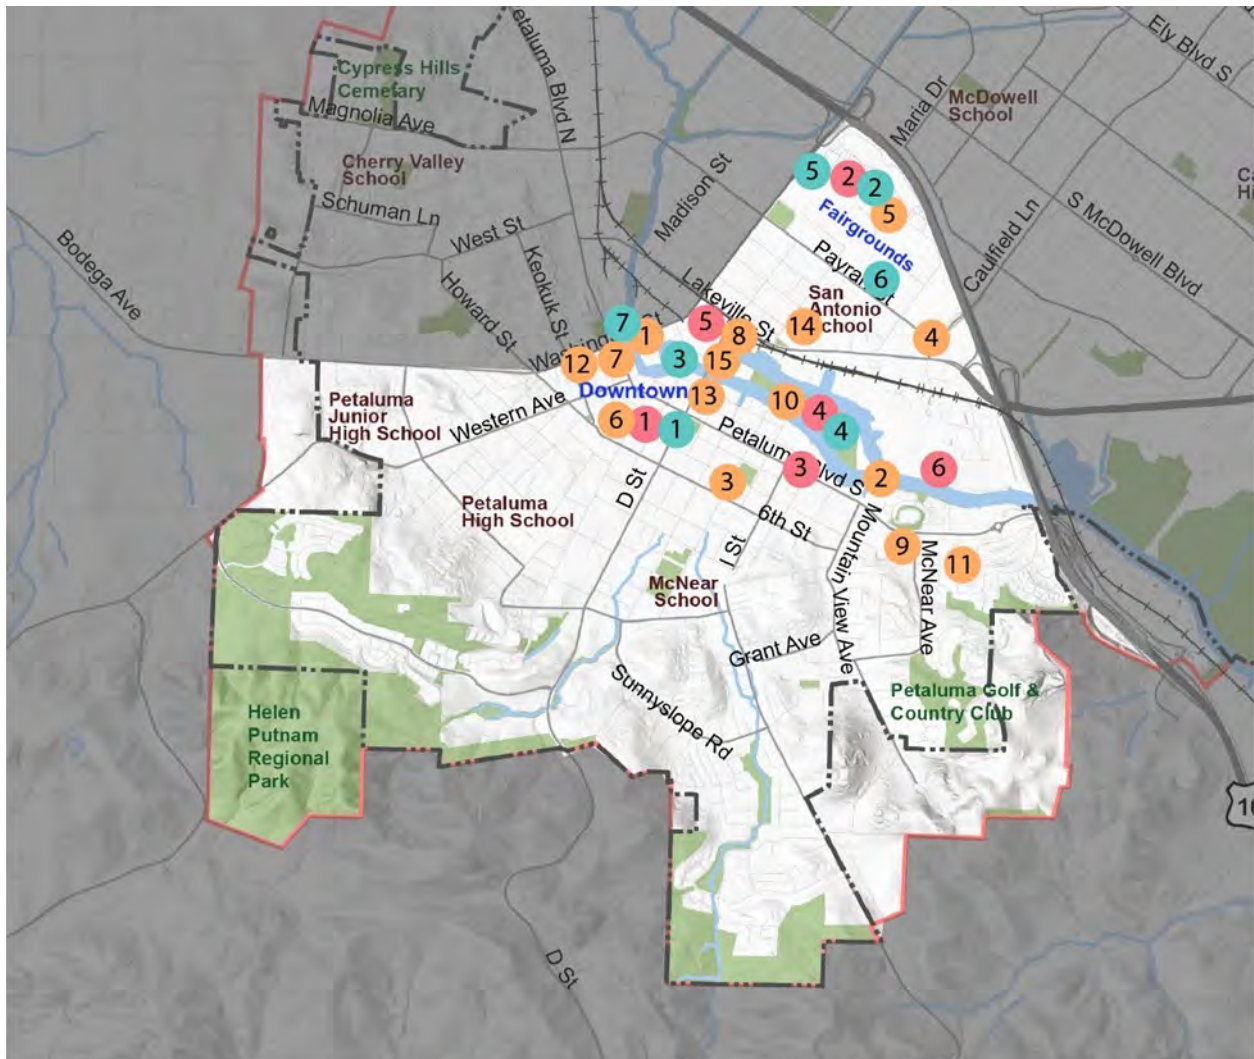 Ely Blvd S
Petaluma Blvd N
Cypress Hills
Cemetary
Maria Dr
McDowell
School
Magnolia Ave
Cherry Valley
School
Madison St
5
2
2
5
Fairgrounds
S McDowell Blvd
Caulfield Ln
Schuman Ln
West St
Bodega Ave
Keokuk St
Howard St
Payran St
6
Lakeville St
San
Antonio
School
14
4
7
1
5
8
Washington St
12
7
3
15
Downtown
13
10
4
4
Petaluma
Junior
High School
Western Ave
6
1
1
Petaluma Blvd S
3
2
6
D St
3
6th St
Petaluma
High School
I St
Mountain View Ave
9
11
McNear Ave
McNear
School
Grant Ave
Sunnyslope Rd
Petaluma Golf &
Country Club
Helen
Putnam
Regional
Park
D St